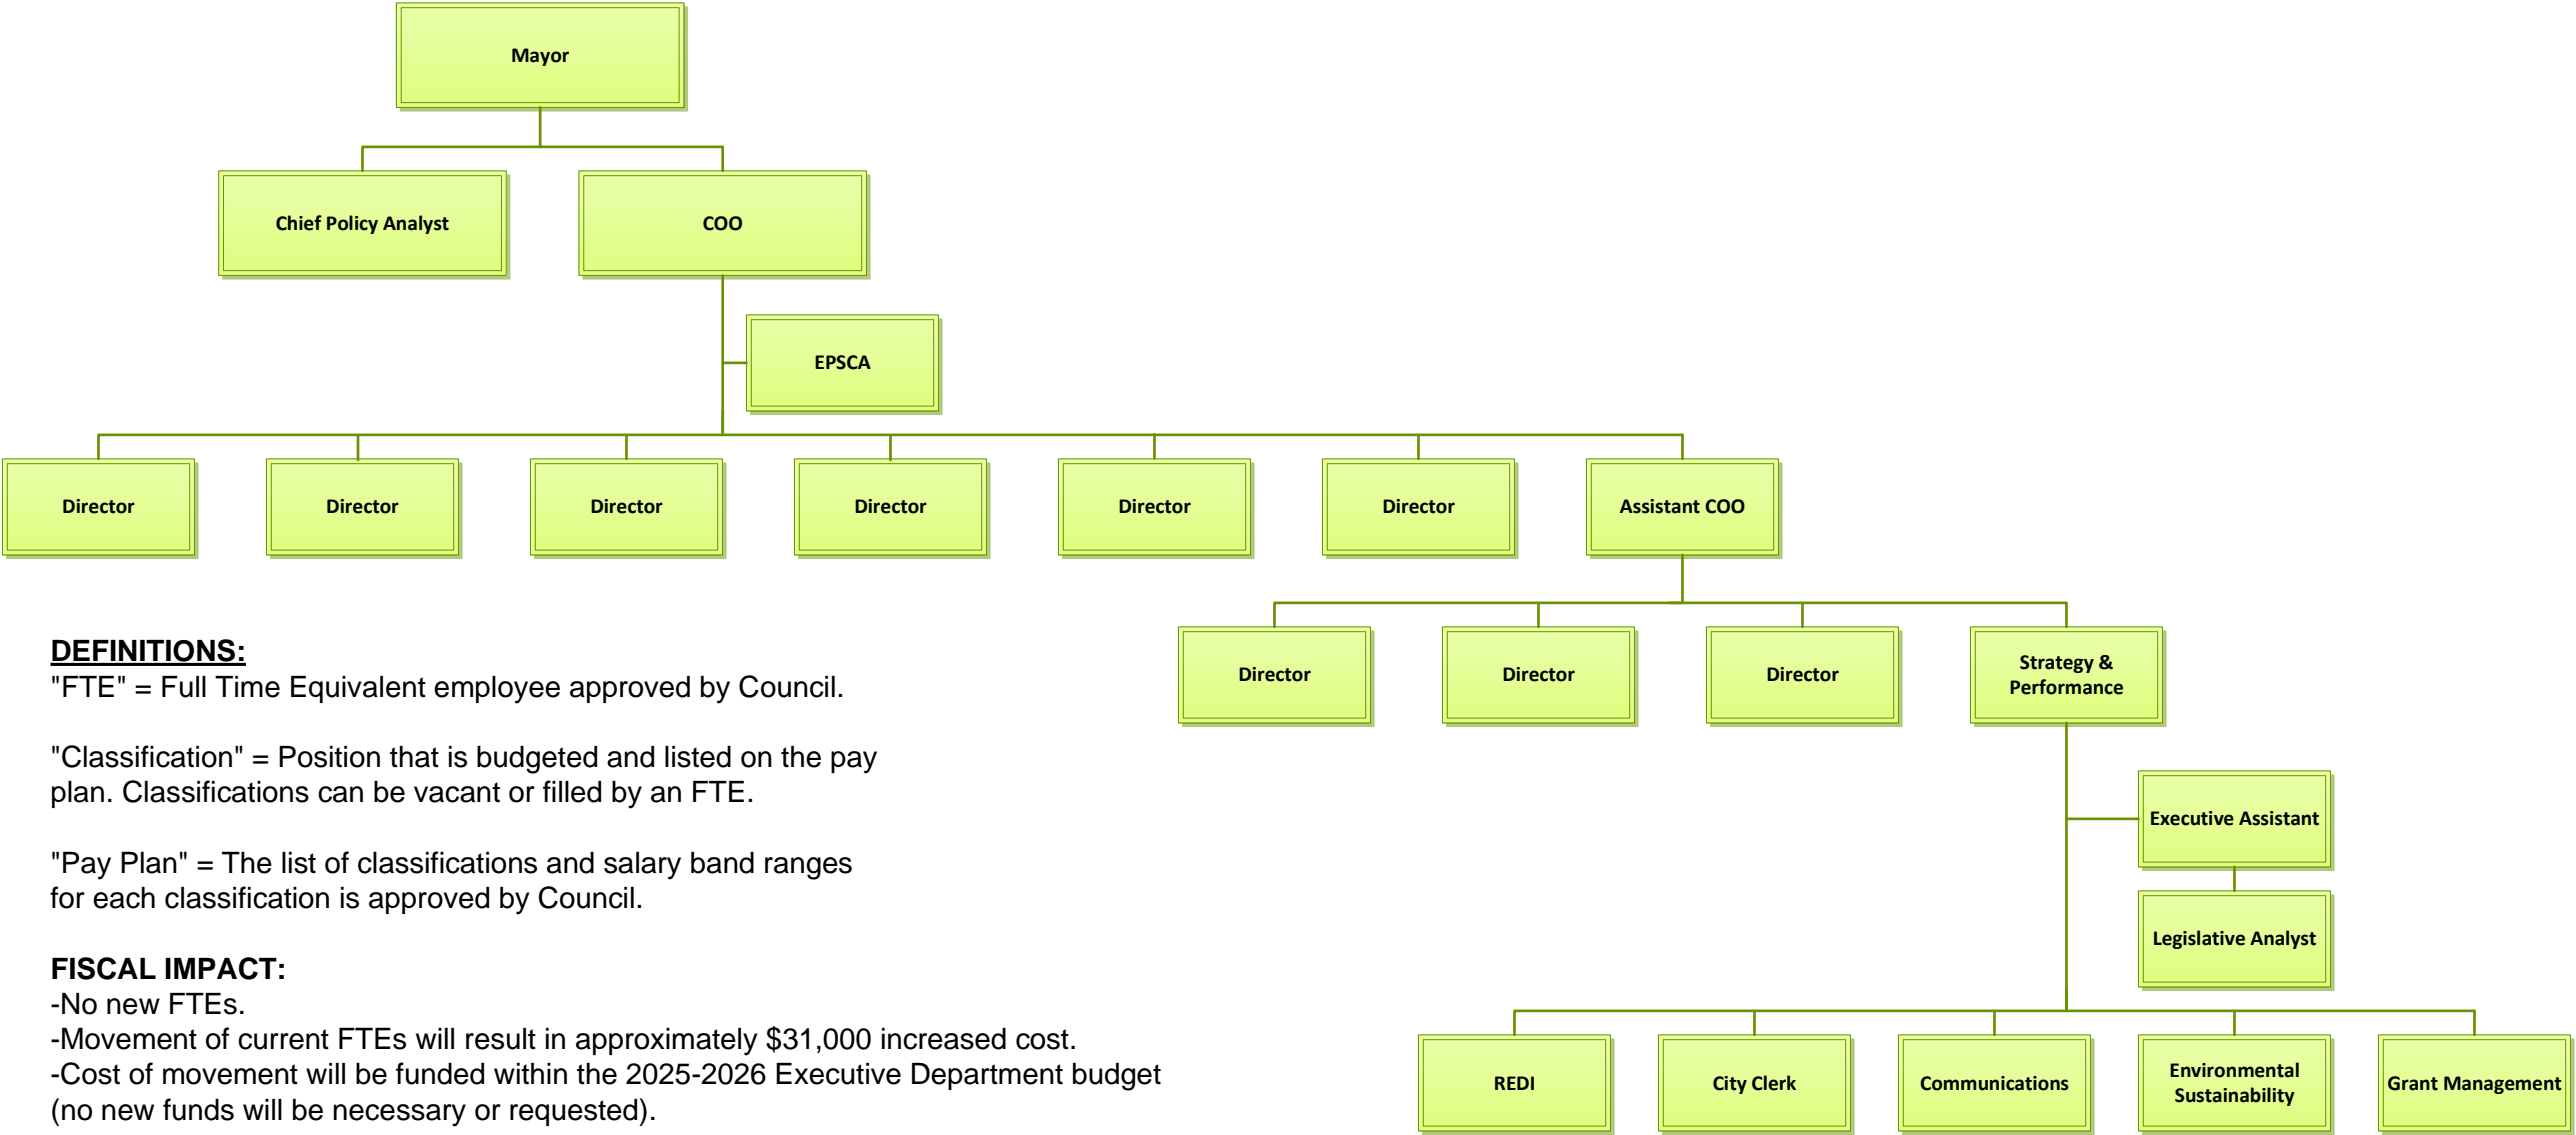 Mayor
Chief Policy Analyst
COO
EPSCA
Director
Director
Director
Director
Director
Director
Assistant COO
Director
Director
Director
Strategy &
Performance
Executive Assistant
Legislative Analyst
REDI
City Clerk
Communications
Environmental
Sustainability
Grant Management
DEFINITIONS:
"FTE" = Full Time Equivalent employee approved by Council.
"Classification" = Position that is budgeted and listed on the pay
plan. Classifications can be vacant or filled by an FTE.
"Pay Plan" = The list of classifications and salary band ranges
for each classification is approved by Council.
FISCAL IMPACT:
-No new FTEs.
-Movement of current FTEs will result in approximately $31,000 increased cost.
-Cost of movement will be funded within the 2025-2026 Executive Department budget
(no new funds will be necessary or requested).